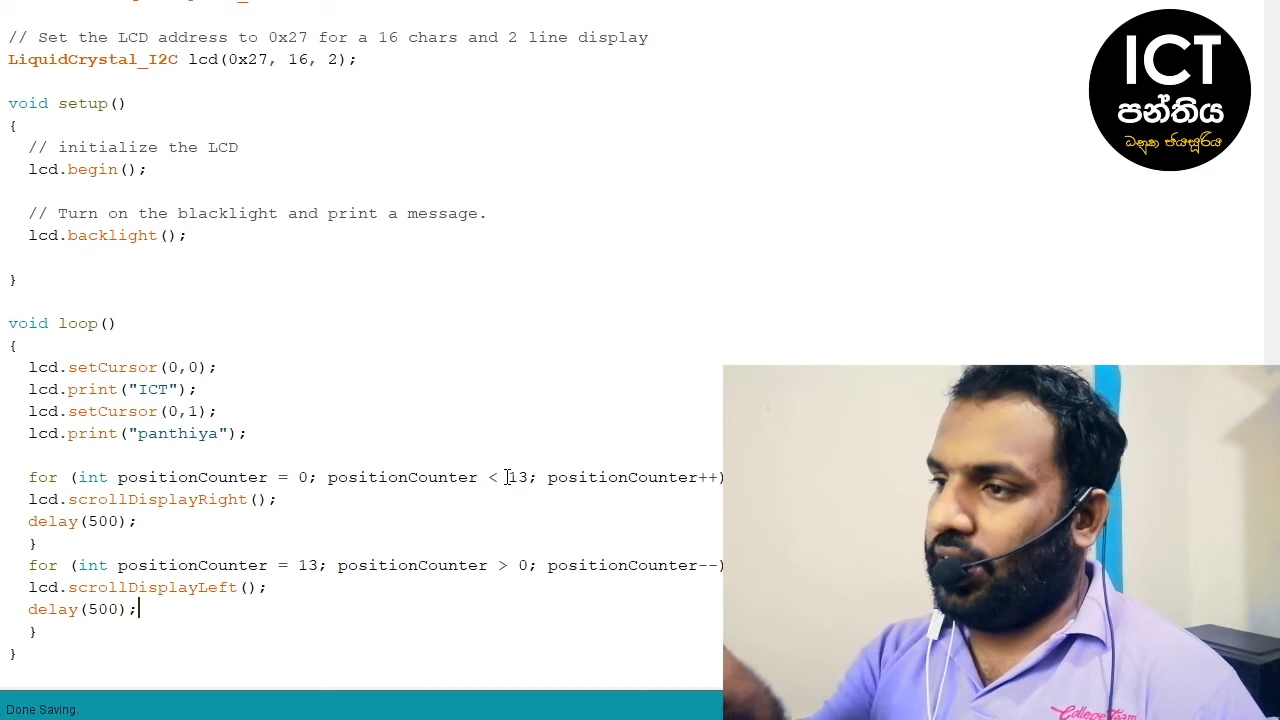 // Set the LCD address to 0x27 for a 16 chars and 2 line display
LiquidCrystal_I2C lcd(0x27, 16, 2);
void setup()
{
// initialize the LCD
lcd.begin();
// Turn on the blacklight and print a message.
lcd.backlight();
}
void loop()
{
lcd.setCursor(0,0);
lcd.print("ICT");
lcd.setCursor(0,1);
lcd.print("panthiya");
for (int positionCounter = 0; positionCounter < 13; positionCounter++)
lcd.scrollDisplayRight();
delay(500);
}
for (int positionCounter = 13; positionCounter > 0; positionCounter--)
lcd.scrollDisplayLeft();
delay(500);
}
}
Done Saving.
ICT
පන්තිය
ධනුක ජයසූරිය
College Team